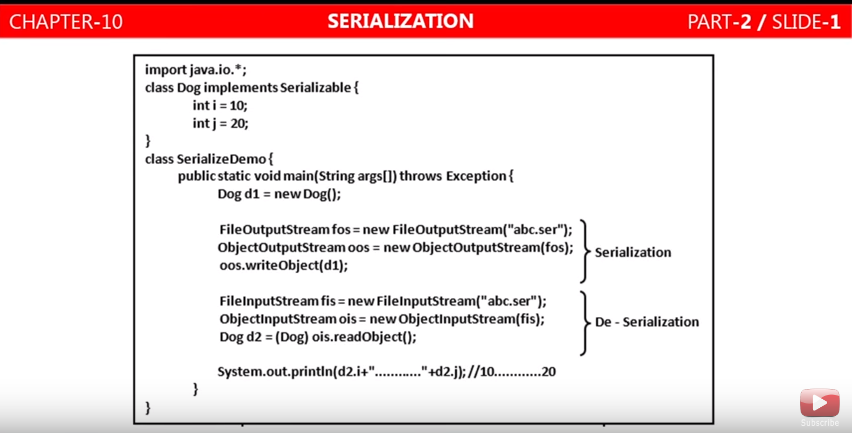 CHAPTER-10 SERIALIZATION PART-2 / SLIDE-1
import java.io.*;
class Dog implements Serializable {
int i = 10;
int j = 20;
}
class SerializeDemo {
public static void main(String args[]) throws Exception {
Dog d1 = new Dog();
FileOutputStream fos = new FileOutputStream("abc.ser");
ObjectOutputStream oos = new ObjectOutputStream(fos);
oos.writeObject(d1);
Serialization
FileInputStream fis = new FileInputStream("abc.ser");
ObjectInputStream ois = new ObjectInputStream(fis);
Dog d2 = (Dog) ois.readObject();
De - Serialization
System.out.println(d2.i+"............"+d2.j); //10............20
}
}
Subscribe